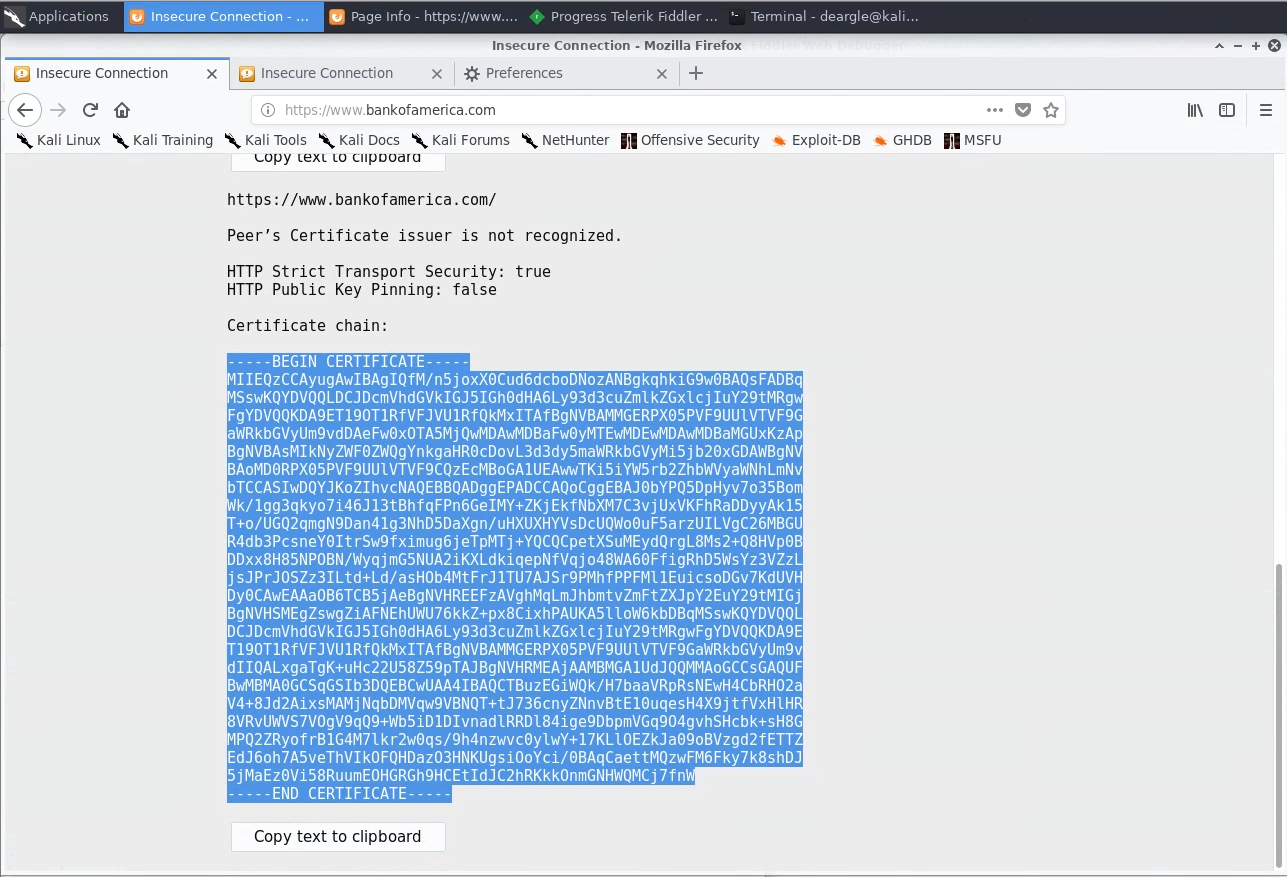 Applications
Insecure Connection - ...
Page Info - https://www....
Progress Telerik Fiddler ...
Terminal - deargle@kali...
Insecure Connection - Mozilla Firefox
Insecure Connection
Insecure Connection
Preferences
https://www.bankofamerica.com
Kali Linux
Kali Training
Kali Tools
Kali Docs
Kali Forums
NetHunter
Offensive Security
Exploit-DB
GHDB
MSFU
Copy text to clipboard
https://www.bankofamerica.com/
Peer’s Certificate issuer is not recognized.
HTTP Strict Transport Security: true
HTTP Public Key Pinning: false
Certificate chain:
-----BEGIN CERTIFICATE-----
MIIEQzCCAyugAwIBAgIQfM/n5joxX0Cud6dcboDNozANBgkqhkiG9w0BAQsFADBq
MSswKQYDVQQLDCJDcmVhdGVkIGJ5IGh0dHA6Ly93d3cuZmlkZGxlcjIuY29tMRgw
FgYDVQQKDA9ET19OT1RfVFJVU1RfQkMxITAfBgNVBAMMGERPX05PVF9UUlVTVF9G
aWRkbGVyUm9vdDAeFw0xOTA5MjQwMDAwMDBaFw0yMTEwMDEwMDAwMDBaMGUxKzAp
BgNVBAsMIkNyZWF0ZWQgYnkgaHR0cDovL3d3dy5maWRkbGVyMi5jb20xGDAWBgNV
BAoMD0RPX05PVF9UUlVTVF9CQzEcMBoGA1UEAwwTKi5iYW5rb2ZhbWVyaWNhLmNv
bTCCASIwDQYJKoZIhvcNAQEBBQADggEPADCCAQoCggEBAJ0bYPQ5DpHyv7o35Bom
Wk/1gg3qkyo7i46J13tBhfqFPn6GeIMY+ZKjEkfNbXM7C3vjUxVKFhRaDDyyAk15
T+o/UGQ2qmgN9Dan41g3NhD5DaXgn/uHXUXHYVsDcUQWo0uF5arzUILVgC26MBGU
R4db3PcsneY0ItrSw9fximug6jeTpMTj+YQCQCpetXSuMEydQrgL8Ms2+Q8HVp0B
DDxx8H85NPOBN/WyqjmG5NUA2iKXLdkiqepNfVqjo48WA60FfigRhD5WsYz3VZzL
jsJPrJOSZz3ILtd+Ld/asHOb4MtFrJ1TU7AJSr9PMhfPPFMl1EuicsoDGv7KdUVH
Dy0CAwEAAaOB6TCB5jAeBgNVHREEFzAVghMqLmJhbmtvZmFtZXJpY2EuY29tMIGj
BgNVHSMEgZswgZiAFNEhUWU76kkZ+px8CixhPAUKA5lloW6kbDBqMSswKQYDVQQL
DCJDcmVhdGVkIGJ5IGh0dHA6Ly93d3cuZmlkZGxlcjIuY29tMRgwFgYDVQQKDA9E
T19OT1RfVFJVU1RfQkMxITAfBgNVBAMMGERPX05PVF9UUlVTVF9GaWRkbGVyUm9v
dIIQALxgaTgK+uHc22U58Z59pTAJBgNVHRMEAjAAMBMGA1UdJQQMMAoGCCsGAQUF
BwMBMA0GCSqGSIb3DQEBCwUAA4IBAQCTBuzEGiWQk/H7baaVRpRsNEwH4CbRHO2a
V4+8Jd2AixsMAMjNqbDMVqw9VBNQT+tJ736cnyZNnvBtE10uqesH4X9jtfVxHlHR
8VRvUWVS7VOgV9qQ9+Wb5iD1DIvnadlRRDl84ige9DbpmVGq9O4gvhSHcbk+sH8G
MPQ2ZRyofrB1G4M7lkr2w0qs/9h4nzwvc0ylwY+17KLlOEZkJa09oBVzgd2fETTZ
EdJ6oh7A5veThVIkOFQHDazO3HNKUgsiOoYci/0BAqCaettMQzwFM6Fky7k8shDJ
5jMaEz0Vi58RuumEOHGRGh9HCEtIdJC2hRKkkOnmGNHWQMCj7fnW
-----END CERTIFICATE-----
Copy text to clipboard